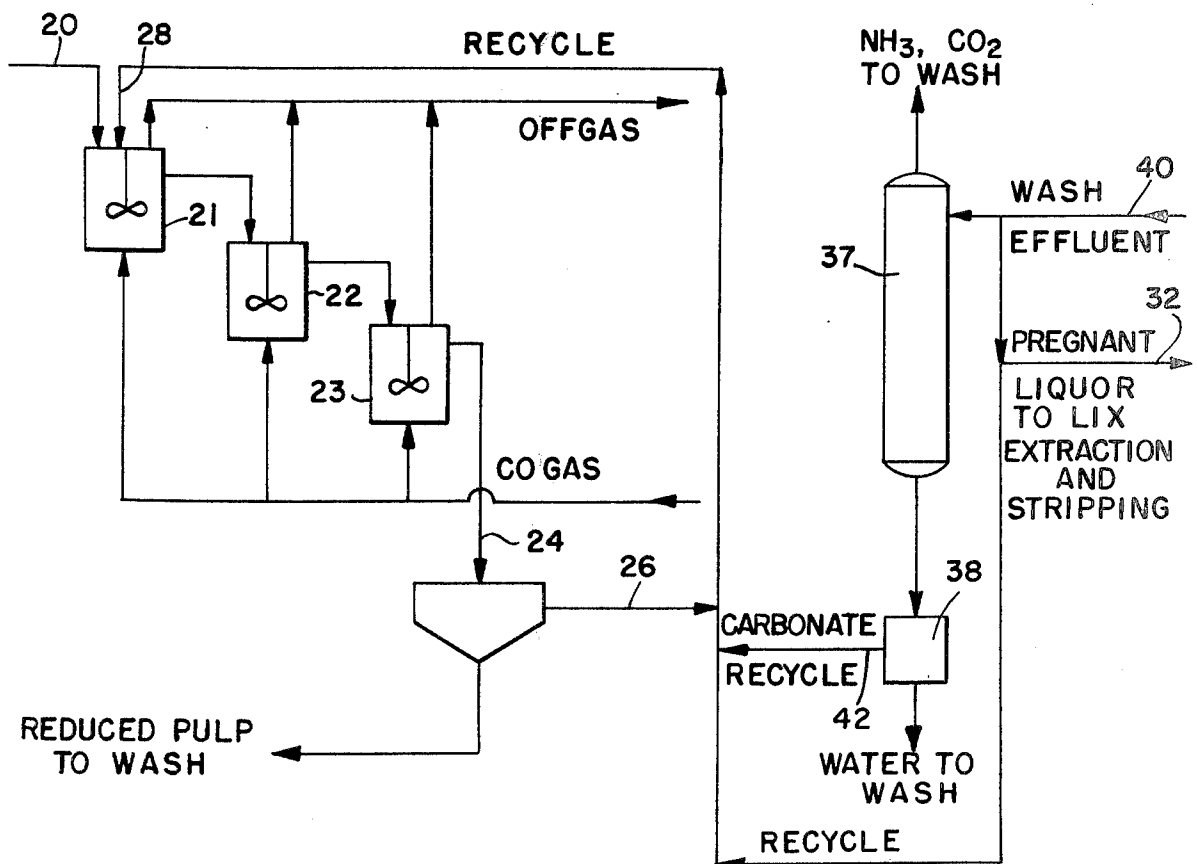 20
28
RECYCLE
NH3, CO2
TO WASH
OFFGAS
21
22
23
WASH
40
EFFLUENT
37
32
PREGNANT
LIQUOR
TO LIX
EXTRACTION
AND
STRIPPING
CO GAS
24
26
38
CARBONATE
RECYCLE
42
REDUCED PULP
TO WASH
WATER TO
WASH
RECYCLE